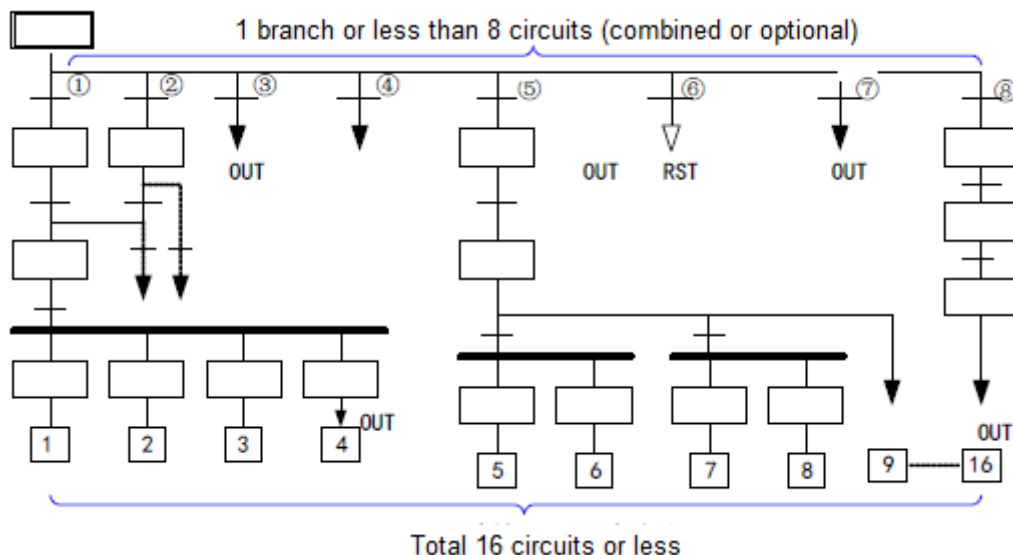 1 branch or less than 8 circuits (combined or optional)
① ② ③ ④ ⑤ ⑥ ⑦ ⑧
OUT OUT RST OUT
OUT
1 2 3 4
OUT
5 6 7 8 9 16
Total 16 circuits or less